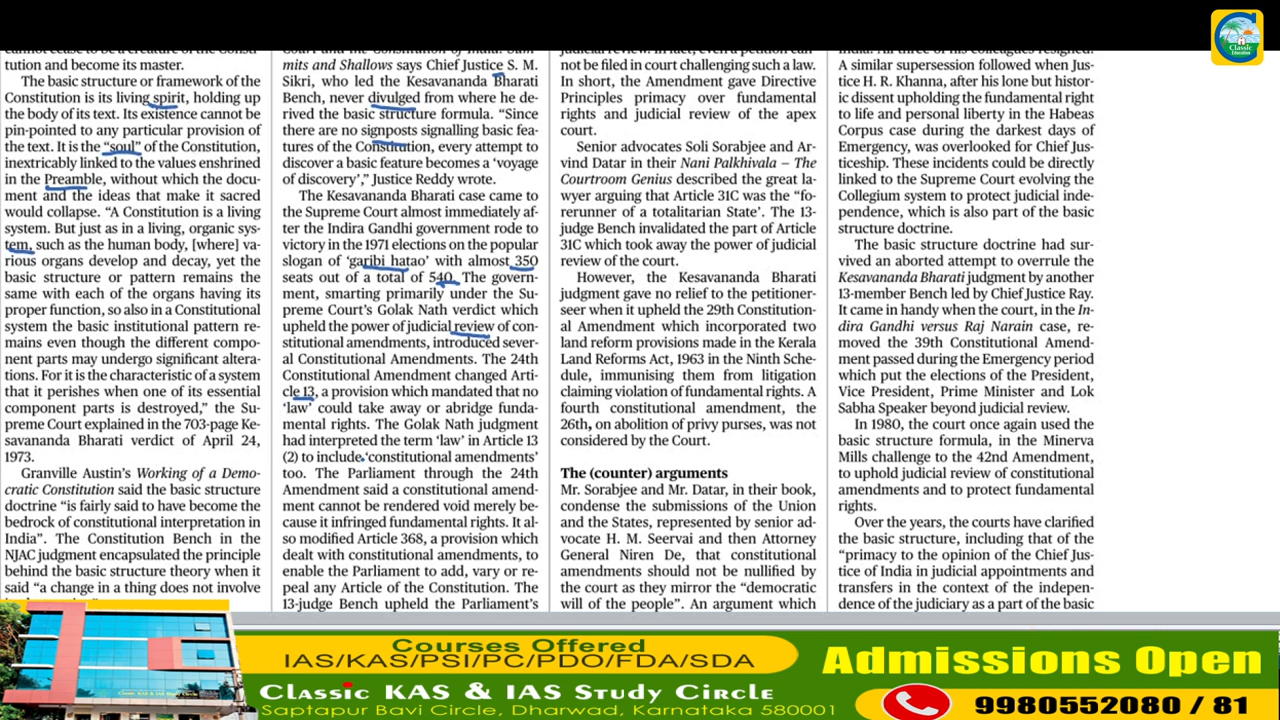 tution and become its master.
The basic structure or framework of the
Constitution is its living spirit, holding up
the body of its text. Its existence cannot be
pin-pointed to any particular provision of
the text. It is the “soul” of the Constitution,
inextricably linked to the values enshrined
in the Preamble, without which the docu-
ment and the ideas that make it sacred
would collapse. “A Constitution is a living
system. But just as in a living, organic sys-
tem, such as the human body, [where] va-
rious organs develop and decay, yet the
basic structure or pattern remains the
same with each of the organs having its
proper function, so also in a Constitutional
system the basic institutional pattern re-
mains even though the different compo-
nent parts may undergo significant altera-
tions. For it is the characteristic of a system
that it perishes when one of its essential
component parts is destroyed,” the Su-
preme Court explained in the 703-page Ke-
savananda Bharati verdict of April 24,
1973.
Granville Austin’s Working of a Demo-
cratic Constitution said the basic structure
doctrine “is fairly said to have become the
bedrock of constitutional interpretation in
India”. The Constitution Bench in the
NJAC judgment encapsulated the principle
behind the basic structure theory when it
said “a change in a thing does not involve
mits and Shallows says Chief Justice S. M.
Sikri, who led the Kesavananda Bharati
Bench, never divulged from where he de-
rived the basic structure formula. “Since
there are no signposts signalling basic fea-
tures of the Constitution, every attempt to
discover a basic feature becomes a ‘voyage
of discovery’,” Justice Reddy wrote.
The Kesavananda Bharati case came to
the Supreme Court almost immediately af-
ter the Indira Gandhi government rode to
victory in the 1971 elections on the popular
slogan of ‘garibi hatao’ with almost 350
seats out of a total of 540. The govern-
ment, smarting primarily under the Su-
preme Court’s Golak Nath verdict which
upheld the power of judicial review of con-
stitutional amendments, introduced sever-
al Constitutional Amendments. The 24th
Constitutional Amendment changed Arti-
cle 13, a provision which mandated that no
‘law’ could take away or abridge funda-
mental rights. The Golak Nath judgment
had interpreted the term ‘law’ in Article 13
(2) to include ‘constitutional amendments’
too. The Parliament through the 24th
Amendment said a constitutional amend-
ment cannot be rendered void merely be-
cause it infringed fundamental rights. It al-
so modified Article 368, a provision which
dealt with constitutional amendments, to
enable the Parliament to add, vary or re-
peal any Article of the Constitution. The
13-judge Bench upheld the Parliament’s
not be filed in court challenging such a law.
In short, the Amendment gave Directive
Principles primacy over fundamental
rights and judicial review of the apex
court.
Senior advocates Soli Sorabjee and Ar-
vind Datar in their Nani Palkhivala – The
Courtroom Genius described the great la-
wyer arguing that Article 31C was the “fo-
rerunner of a totalitarian State’. The 13-
judge Bench invalidated the part of Article
31C which took away the power of judicial
review of the court.
However, the Kesavananda Bharati
judgment gave no relief to the petitioner-
seer when it upheld the 29th Constitution-
al Amendment which incorporated two
land reform provisions made in the Kerala
Land Reforms Act, 1963 in the Ninth Sche-
dule, immunising them from litigation
claiming violation of fundamental rights. A
fourth constitutional amendment, the
26th, on abolition of privy purses, was not
considered by the Court.
The (counter) arguments
Mr. Sorabjee and Mr. Datar, in their book,
condense the submissions of the Union
and the States, represented by senior ad-
vocate H. M. Seervai and then Attorney
General Niren De, that constitutional
amendments should not be nullified by
the court as they mirror the “democratic
will of the people”. An argument which
A similar supersession followed when Jus-
tice H. R. Khanna, after his lone but histor-
ic dissent upholding the fundamental right
to life and personal liberty in the Habeas
Corpus case during the darkest days of
Emergency, was overlooked for Chief Jus-
ticeship. These incidents could be directly
linked to the Supreme Court evolving the
Collegium system to protect judicial inde-
pendence, which is also part of the basic
structure doctrine.
The basic structure doctrine had sur-
vived an aborted attempt to overrule the
Kesavananda Bharati judgment by another
13-member Bench led by Chief Justice Ray.
It came in handy when the court, in the In-
dira Gandhi versus Raj Narain case, re-
moved the 39th Constitutional Amend-
ment passed during the Emergency period
which put the elections of the President,
Vice President, Prime Minister and Lok
Sabha Speaker beyond judicial review.
In 1980, the court once again used the
basic structure formula, in the Minerva
Mills challenge to the 42nd Amendment,
to uphold judicial review of constitutional
amendments and to protect fundamental
rights.
Over the years, the courts have clarified
the basic structure, including that of the
“primacy to the opinion of the Chief Jus-
tice of India in judicial appointments and
transfers in the context of the indepen-
dence of the judiciary as a part of the basic
Classic
Education
Courses Offered
IAS/KAS/PSI/PC/PDO/FDA/SDA
Classic KAS & IAS Study Circle
Saptapur Bavi Circle, Dharwad, Karnataka 580001
Admissions Open
9980552080 / 81